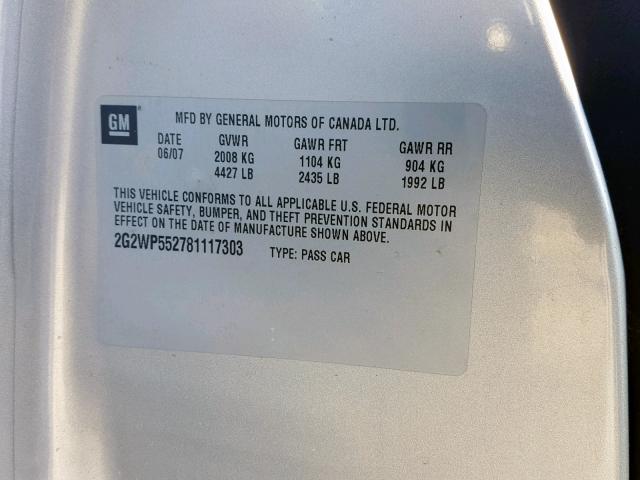 GM ®
MFD BY GENERAL MOTORS OF CANADA LTD.
DATE GVWR GAWR FRT GAWR RR
06/07 2008 KG 1104 KG 904 KG
4427 LB 2435 LB 1992 LB
THIS VEHICLE CONFORMS TO ALL APPLICABLE U.S. FEDERAL MOTOR
VEHICLE SAFETY, BUMPER, AND THEFT PREVENTION STANDARDS IN
EFFECT ON THE DATE OF MANUFACTURE SHOWN ABOVE.
2G2WP552781117303 TYPE: PASS CAR